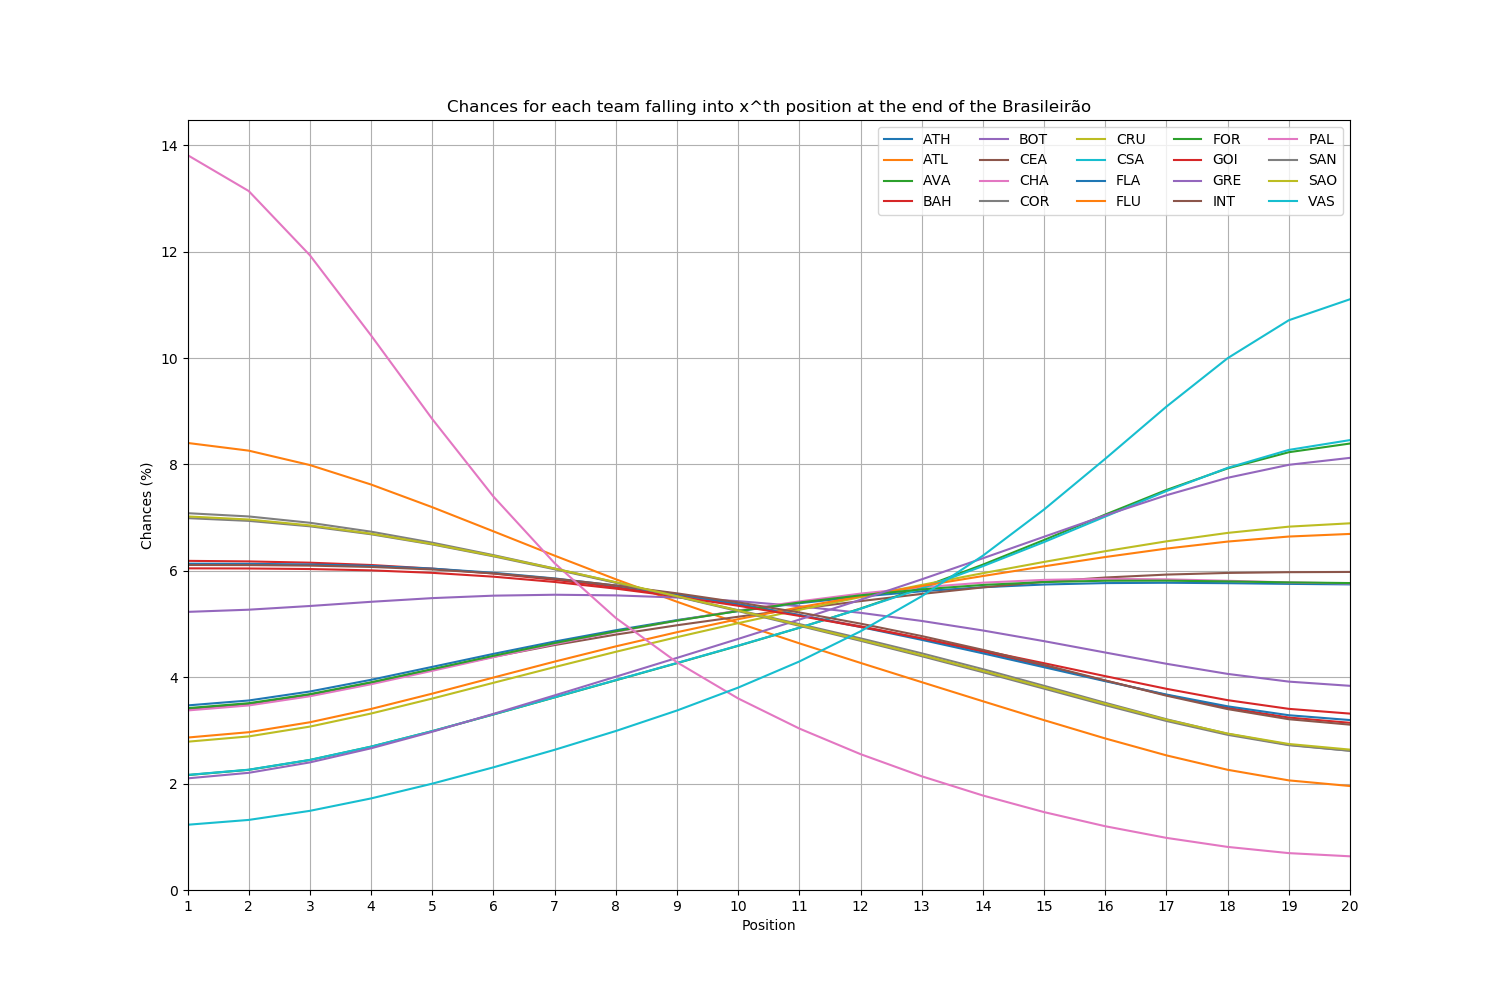 Chances for each team falling into x^th position at the end of the Brasileirão
ATH BOT CRU FOR PAL
ATL CEA CSA GOI SAN
AVA CHA FLA GRE SAO
BAH COR FLU INT VAS
14
12
10
8
6
4
2
0
Chances (%)
1 2 3 4 5 6 7 8 9 10 11 12 13 14 15 16 17 18 19 20
Position